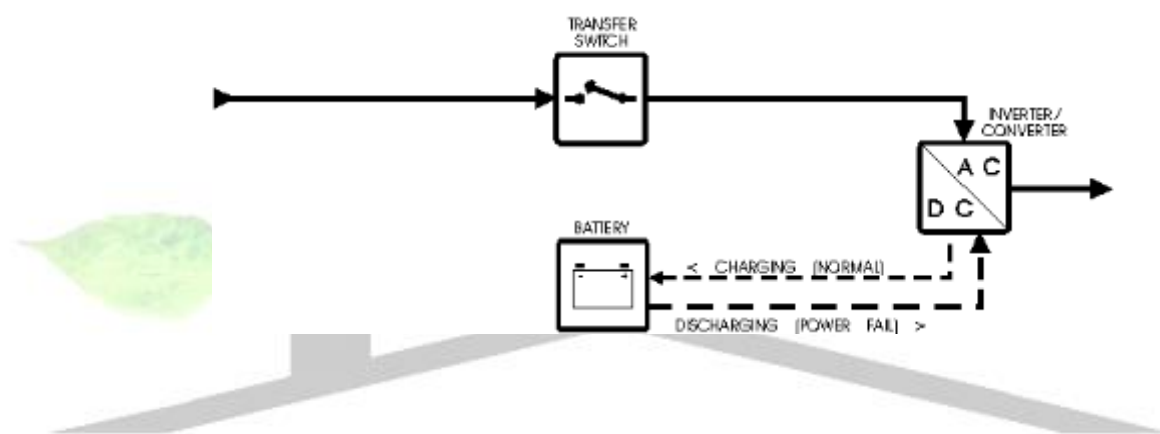 TRANSFER
SWITCH
INVERTER/
CONVERTER
A C
D C
BATTERY
< CHARGING (NORMAL)
- +
DISCHARGING (POWER FAIL) >